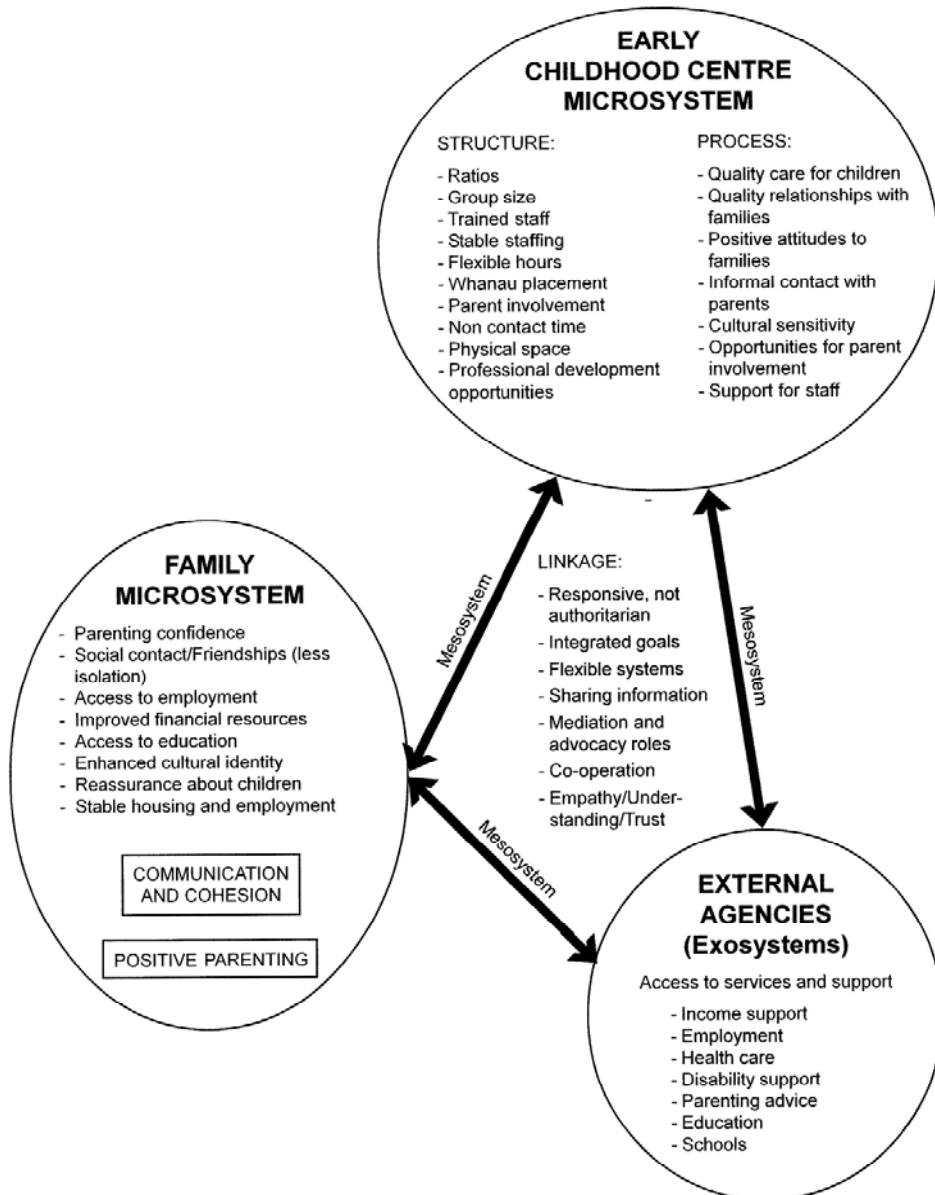 EARLY
CHILDHOOD CENTRE
MICROSYSTEM
STRUCTURE:
- Ratios
- Group size
- Trained staff
- Stable staffing
- Flexible hours
- Whanau placement
- Parent involvement
- Non contact time
- Physical space
- Professional development
opportunities
PROCESS:
- Quality care for children
- Quality relationships with
families
- Positive attitudes to
families
- Informal contact with
parents
- Cultural sensitivity
- Opportunities for parent
involvement
- Support for staff
FAMILY
MICROSYSTEM
- Parenting confidence
- Social contact/Friendships (less
isolation)
- Access to employment
- Improved financial resources
- Access to education
- Enhanced cultural identity
- Reassurance about children
- Stable housing and employment
COMMUNICATION
AND COHESION
POSITIVE PARENTING
Mesosystem
LINKAGE:
- Responsive, not
authoritarian
- Integrated goals
- Flexible systems
- Sharing information
- Mediation and
advocacy roles
- Co-operation
- Empathy/Under-
standing/Trust
Mesosystem
Mesosystem
EXTERNAL
AGENCIES
(Exosystems)
Access to services and support
- Income support
- Employment
- Health care
- Disability support
- Parenting advice
- Education
- Schools